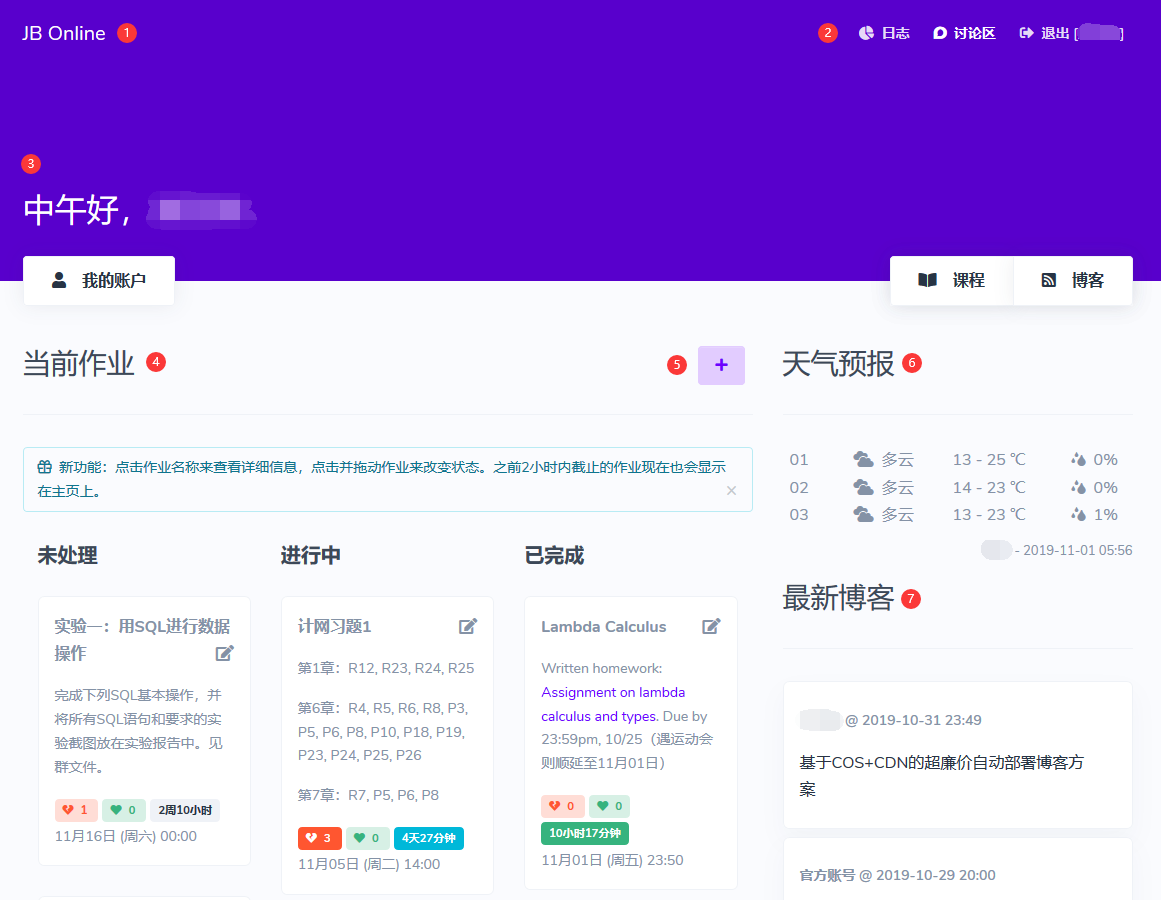 JB Online 1
2 日志 讨论区 退出 [ ]
3
中午好,
我的账户
课程 博客
当前作业 4
5 +
新功能：点击作业名称来查看详细信息，点击并拖动作业来改变状态。之前2小时内截止的作业现在也会显示
在主页上。
×
未处理
实验一：用SQL进行数据
操作
完成下列SQL基本操作，并
将所有SQL语句和要求的实
验截图放在实验报告中。见
群文件。
1 0 2周10小时
11月16日 (周六) 00:00
进行中
计网习题1
第1章：R12, R23, R24, R25
第6章：R4, R5, R6, R8, P3,
P5, P6, P8, P10, P18, P19,
P23, P24, P25, P26
第7章：R7, P5, P6, P8
3 0 4天27分钟
11月05日 (周二) 14:00
已完成
Lambda Calculus
Written homework:
Assignment on lambda
calculus and types. Due by
23:59pm, 10/25（遇运动会
则顺延至11月01日）
0 0
10小时17分钟
11月01日 (周五) 23:50
天气预报 6
01 多云 13 - 25 ℃ 0%
02 多云 14 - 23 ℃ 0%
03 多云 13 - 23 ℃ 1%
- 2019-11-01 05:56
最新博客 7
@ 2019-10-31 23:49
基于COS+CDN的超廉价自动部署博客方
案
官方账号 @ 2019-10-29 20:00